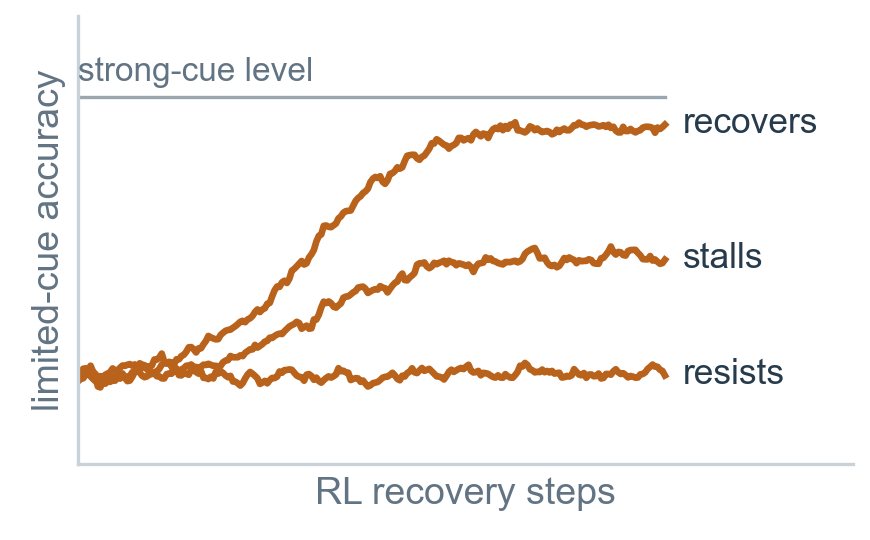 strong-cue level
recovers
stalls
resists
limited-cue accuracy
RL recovery steps